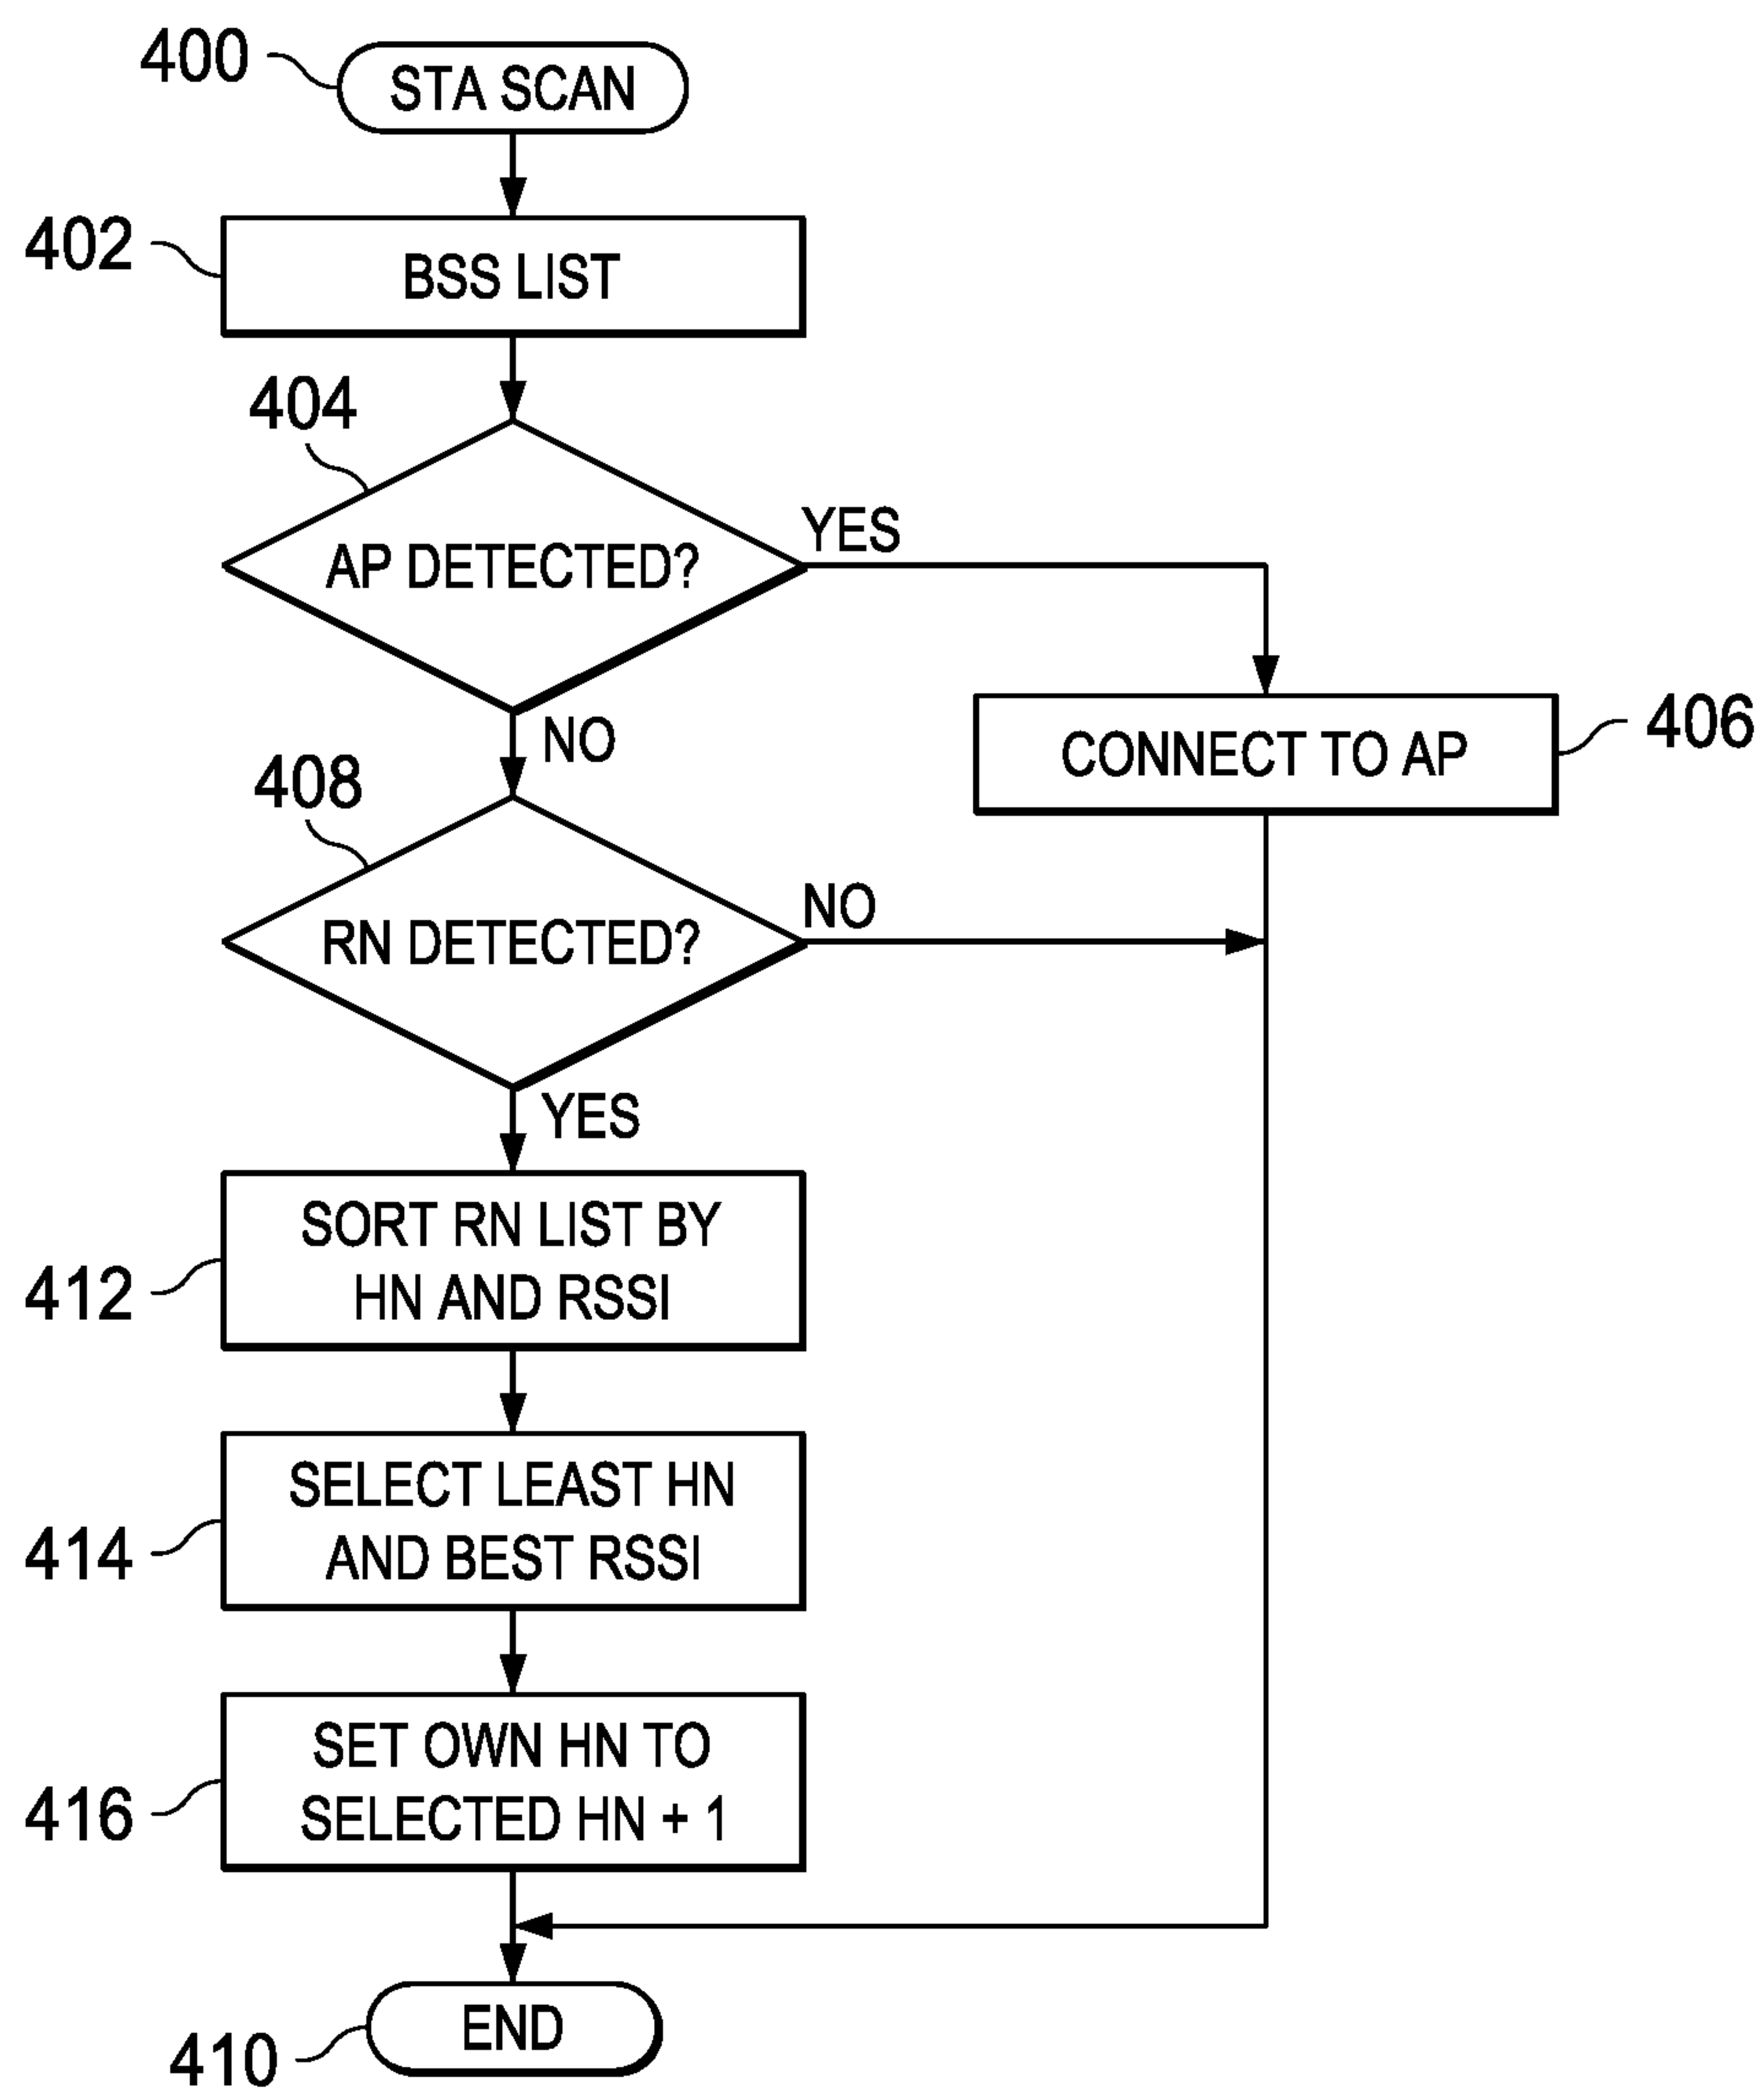 400
STA SCAN
402
BSS LIST
404
AP DETECTED?
YES
NO
406
CONNECT TO AP
408
RN DETECTED?
NO
YES
412
SORT RN LIST BY
HN AND RSSI
414
SELECT LEAST HN
AND BEST RSSI
416
SET OWN HN TO
SELECTED HN + 1
410
END